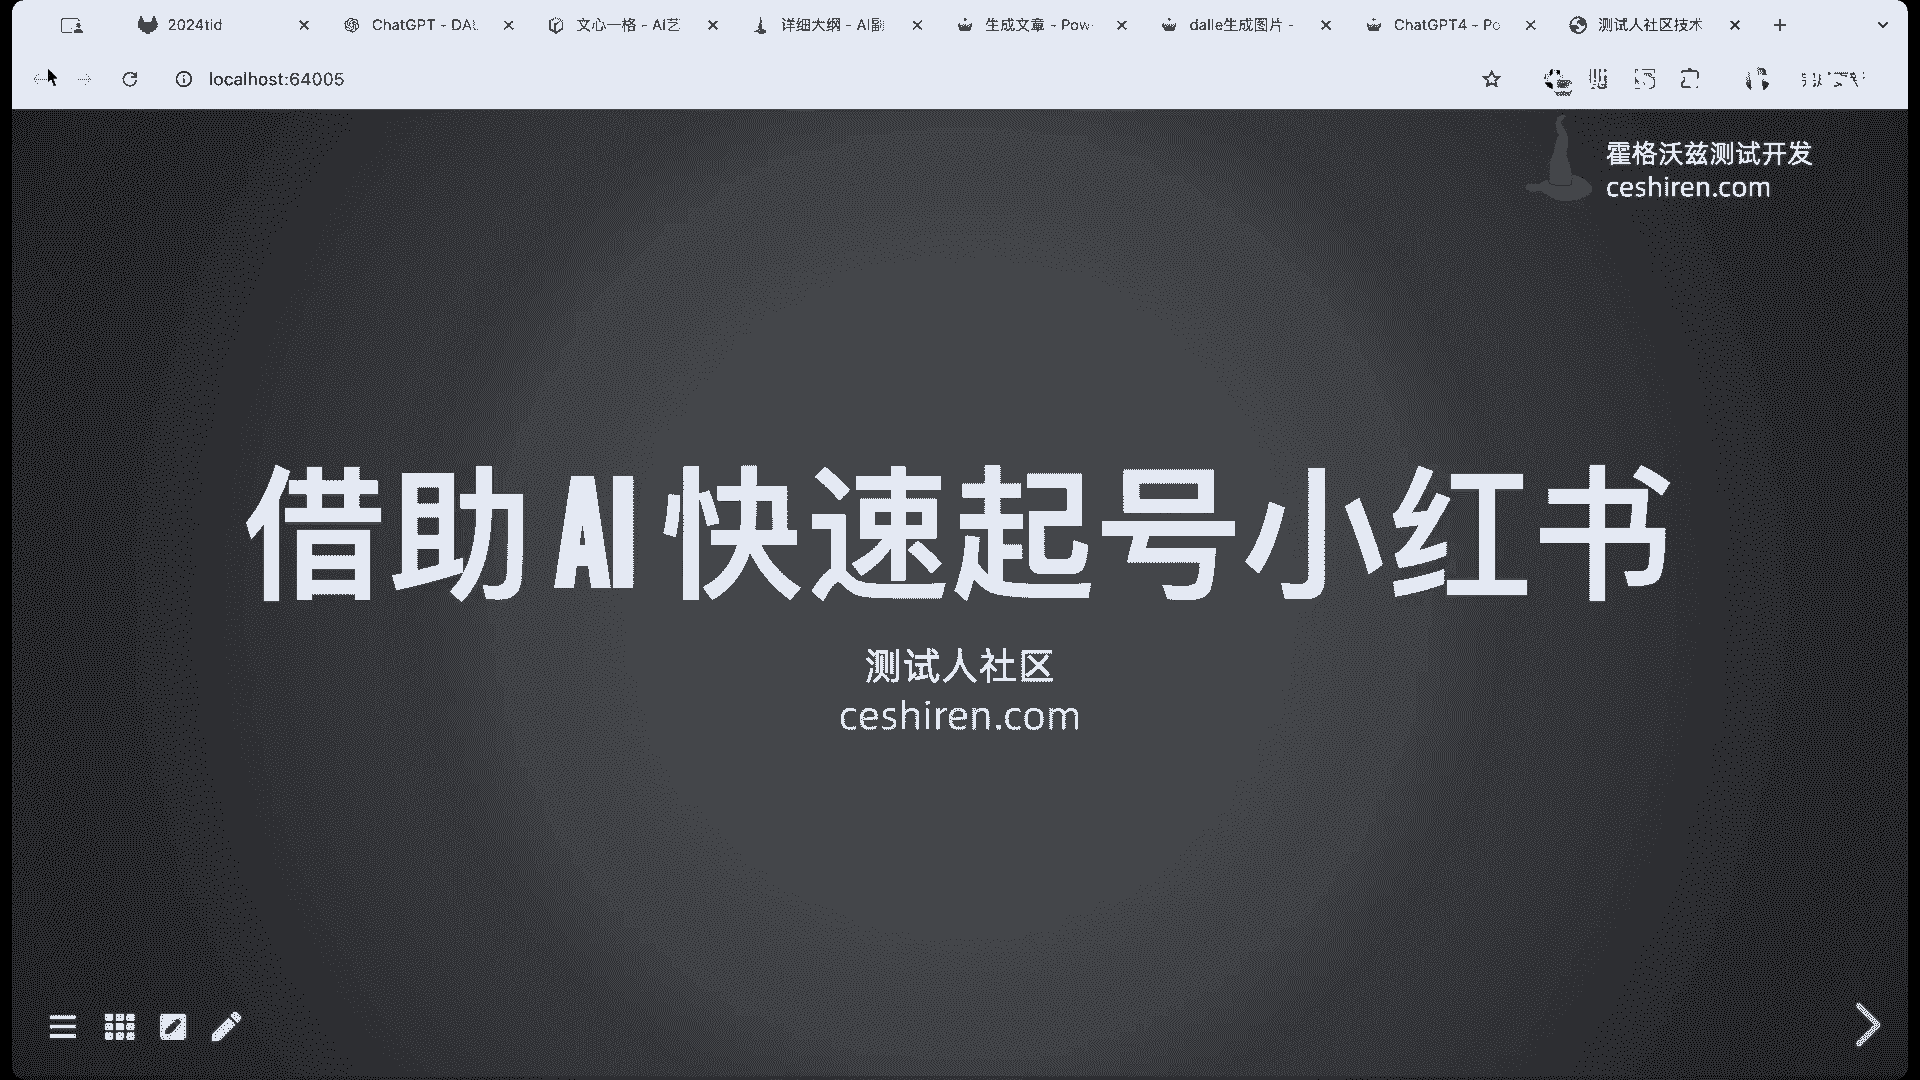 2024tid
ChatGPT - DAL
文心一格 - AI艺
详细大纲 - AI副
生成文章 - Pow
dalle生成图片 -
ChatGPT4 - Po
测试人社区技术
localhost:64005
霍格沃兹测试开发
ceshiren.com
借助 AI 快速起号小红书
测试人社区
ceshiren.com